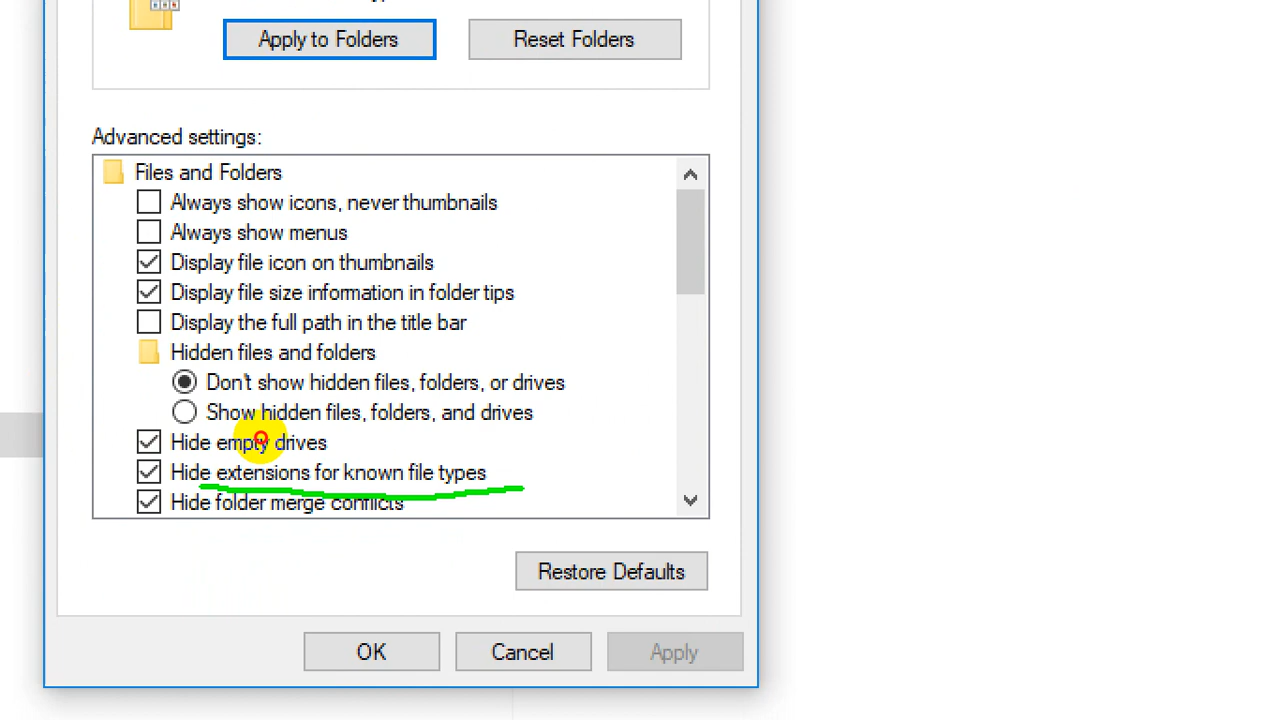 Apply to Folders
Reset Folders
Advanced settings:
Files and Folders
Always show icons, never thumbnails
Always show menus
Display file icon on thumbnails
Display file size information in folder tips
Display the full path in the title bar
Hidden files and folders
Don't show hidden files, folders, or drives
Show hidden files, folders, and drives
Hide empty drives
Hide extensions for known file types
Hide folder merge conflicts
Restore Defaults
OK
Cancel
Apply